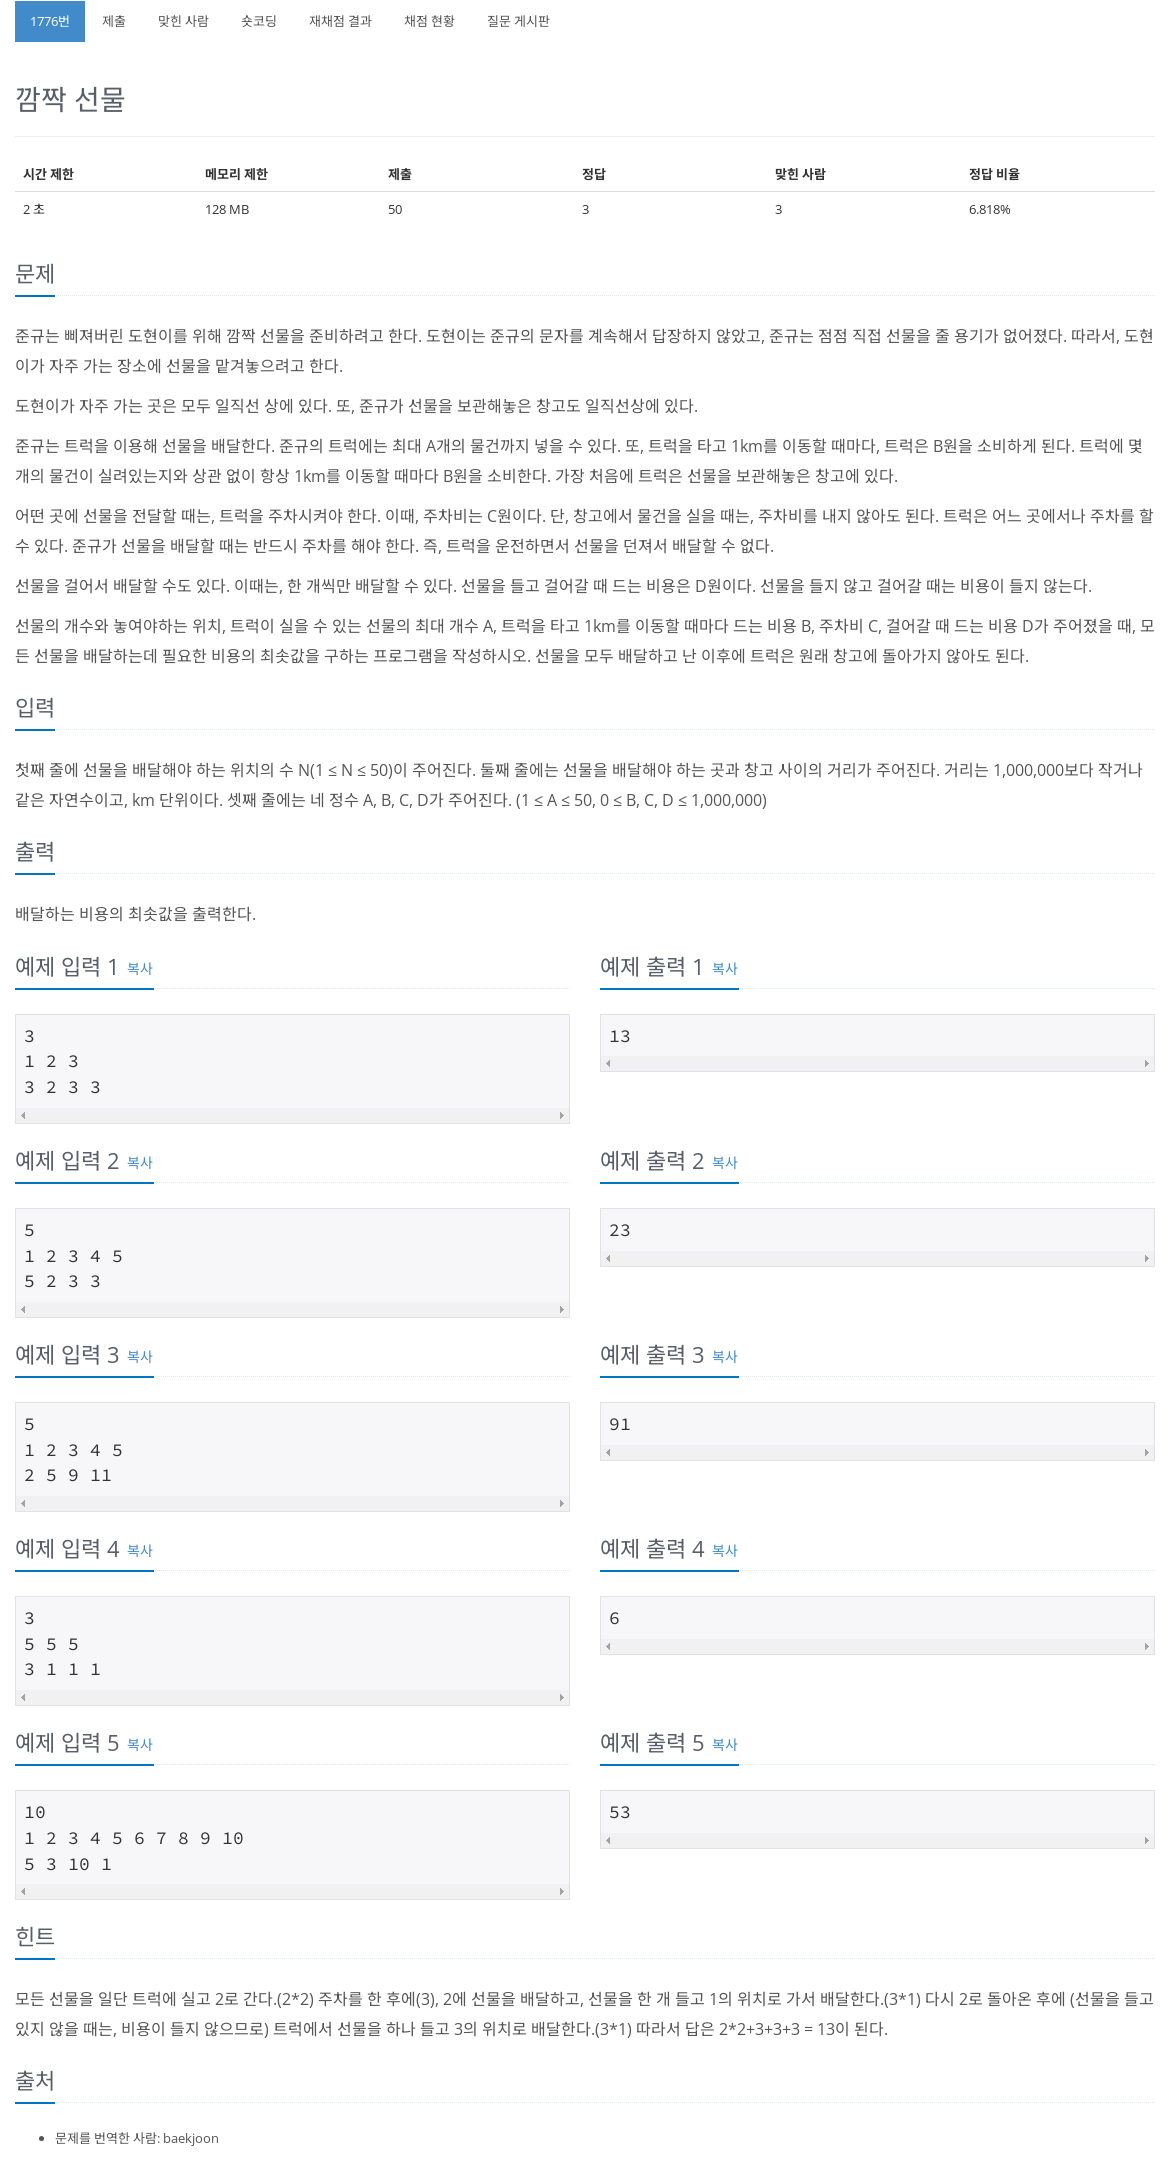 1776번 제출 맞힌 사람 숏코딩 재채점 결과 채점 현황 질문 게시판
깜짝 선물
시간 제한 메모리 제한 제출 정답 맞힌 사람 정답 비율
2 초 128 MB 50 3 3 6.818%
문제
준규는 삐져버린 도현이를 위해 깜짝 선물을 준비하려고 한다. 도현이는 준규의 문자를 계속해서 답장하지 않았고, 준규는 점점 직접 선물을 줄 용기가 없어졌다. 따라서, 도현
이가 자주 가는 장소에 선물을 맡겨놓으려고 한다.
도현이가 자주 가는 곳은 모두 일직선 상에 있다. 또, 준규가 선물을 보관해놓은 창고도 일직선상에 있다.
준규는 트럭을 이용해 선물을 배달한다. 준규의 트럭에는 최대 A개의 물건까지 넣을 수 있다. 또, 트럭을 타고 1km를 이동할 때마다, 트럭은 B원을 소비하게 된다. 트럭에 몇
개의 물건이 실려있는지와 상관 없이 항상 1km를 이동할 때마다 B원을 소비한다. 가장 처음에 트럭은 선물을 보관해놓은 창고에 있다.
어떤 곳에 선물을 전달할 때는, 트럭을 주차시켜야 한다. 이때, 주차비는 C원이다. 단, 창고에서 물건을 실을 때는, 주차비를 내지 않아도 된다. 트럭은 어느 곳에서나 주차를 할
수 있다. 준규가 선물을 배달할 때는 반드시 주차를 해야 한다. 즉, 트럭을 운전하면서 선물을 던져서 배달할 수 없다.
선물을 걸어서 배달할 수도 있다. 이때는, 한 개씩만 배달할 수 있다. 선물을 들고 걸어갈 때 드는 비용은 D원이다. 선물을 들지 않고 걸어갈 때는 비용이 들지 않는다.
선물의 개수와 놓여야하는 위치, 트럭이 실을 수 있는 선물의 최대 개수 A, 트럭을 타고 1km를 이동할 때마다 드는 비용 B, 주차비 C, 걸어갈 때 드는 비용 D가 주어졌을 때, 모
든 선물을 배달하는데 필요한 비용의 최솟값을 구하는 프로그램을 작성하시오. 선물을 모두 배달하고 난 이후에 트럭은 원래 창고에 돌아가지 않아도 된다.
입력
첫째 줄에 선물을 배달해야 하는 위치의 수 N(1 ≤ N ≤ 50)이 주어진다. 둘째 줄에는 선물을 배달해야 하는 곳과 창고 사이의 거리가 주어진다. 거리는 1,000,000보다 작거나
같은 자연수이고, km 단위이다. 셋째 줄에는 네 정수 A, B, C, D가 주어진다. (1 ≤ A ≤ 50, 0 ≤ B, C, D ≤ 1,000,000)
출력
배달하는 비용의 최솟값을 출력한다.
예제 입력 1 복사 예제 출력 1 복사
3 13
1 2 3
3 2 3 3
예제 입력 2 복사 예제 출력 2 복사
5 23
1 2 3 4 5
5 2 3 3
예제 입력 3 복사 예제 출력 3 복사
5 91
1 2 3 4 5
2 5 9 11
예제 입력 4 복사 예제 출력 4 복사
3 6
5 5 5
3 1 1 1
예제 입력 5 복사 예제 출력 5 복사
10 53
1 2 3 4 5 6 7 8 9 10
5 3 10 1
힌트
모든 선물을 일단 트럭에 실고 2로 간다.(2*2) 주차를 한 후에(3), 2에 선물을 배달하고, 선물을 한 개 들고 1의 위치로 가서 배달한다.(3*1) 다시 2로 돌아온 후에 (선물을 들고
있지 않을 때는, 비용이 들지 않으므로) 트럭에서 선물을 하나 들고 3의 위치로 배달한다.(3*1) 따라서 답은 2*2+3+3+3 = 13이 된다.
출처
문제를 번역한 사람: baekjoon